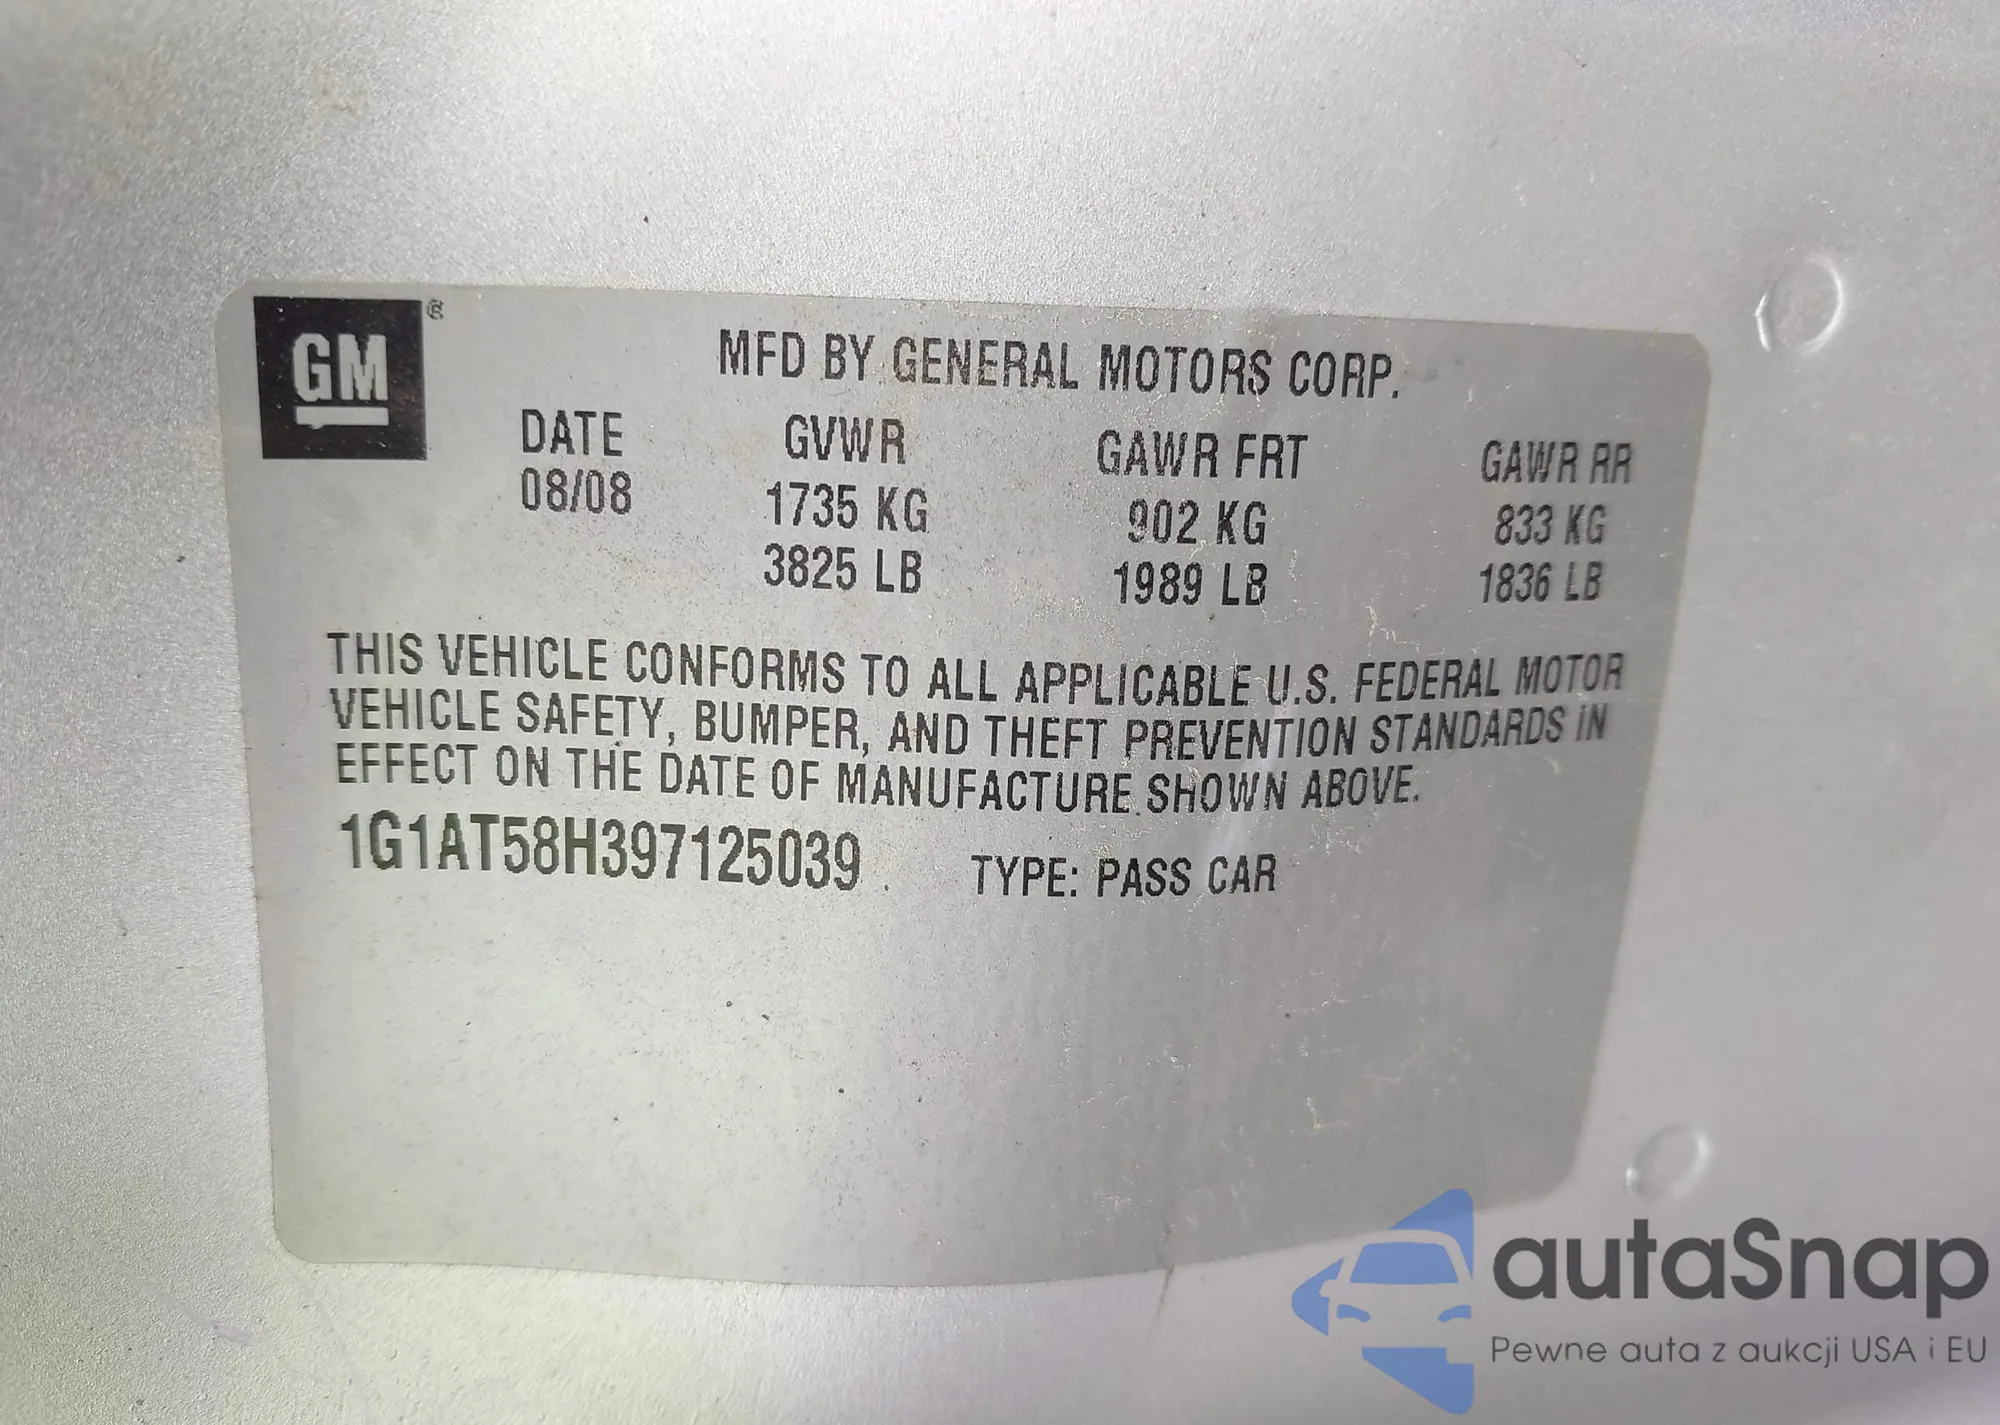 GM ®
MFD BY GENERAL MOTORS CORP.
DATE GVWR GAWR FRT GAWR RR
08/08 1735 KG 902 KG 833 KG
3825 LB 1989 LB 1836 LB
THIS VEHICLE CONFORMS TO ALL APPLICABLE U.S. FEDERAL MOTOR
VEHICLE SAFETY, BUMPER, AND THEFT PREVENTION STANDARDS IN
EFFECT ON THE DATE OF MANUFACTURE SHOWN ABOVE.
1G1AT58H397125039 TYPE: PASS CAR
autaSnap
Pewne auta z aukcji USA i EU